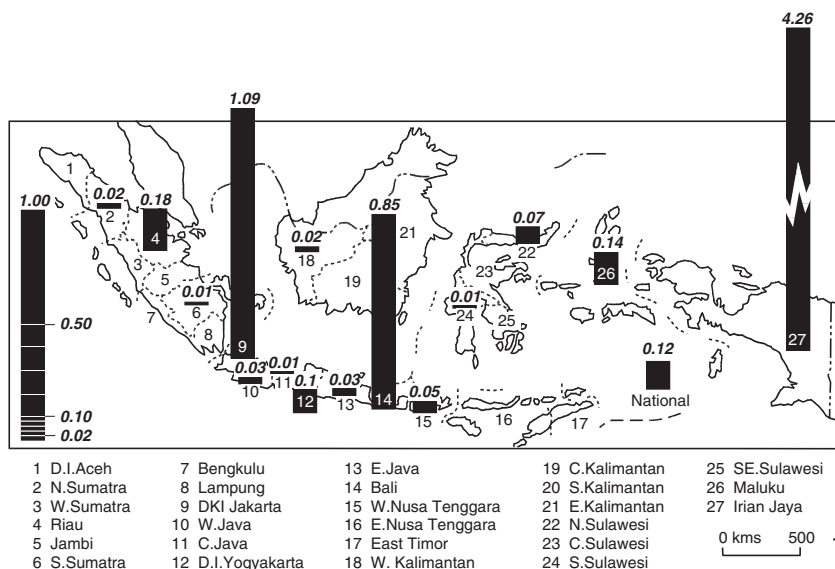 4.26
1.09
1.00
0.02
0.18
0.85
0.07
0.02
0.14
0.01
0.01
0.50
0.12
0.03
0.01
0.1
0.03
0.05
0.10
0.02
1
2
4
3
5
6
7
8
9
10
11
12
13
14
15
16
17
18
19
21
22
23
24
25
26
27
National
1 D.I.Aceh
2 N.Sumatra
3 W.Sumatra
4 Riau
5 Jambi
6 S.Sumatra
7 Bengkulu
8 Lampung
9 DKI Jakarta
10 W.Java
11 C.Java
12 D.I.Yogyakarta
13 E.Java
14 Bali
15 W.Nusa Tenggara
16 E.Nusa Tenggara
17 East Timor
18 W. Kalimantan
19 C.Kalimantan
20 S.Kalimantan
21 E.Kalimantan
22 N.Sulawesi
23 C.Sulawesi
24 S.Sulawesi
25 SE.Sulawesi
26 Maluku
27 Irian Jaya
0 kms 500